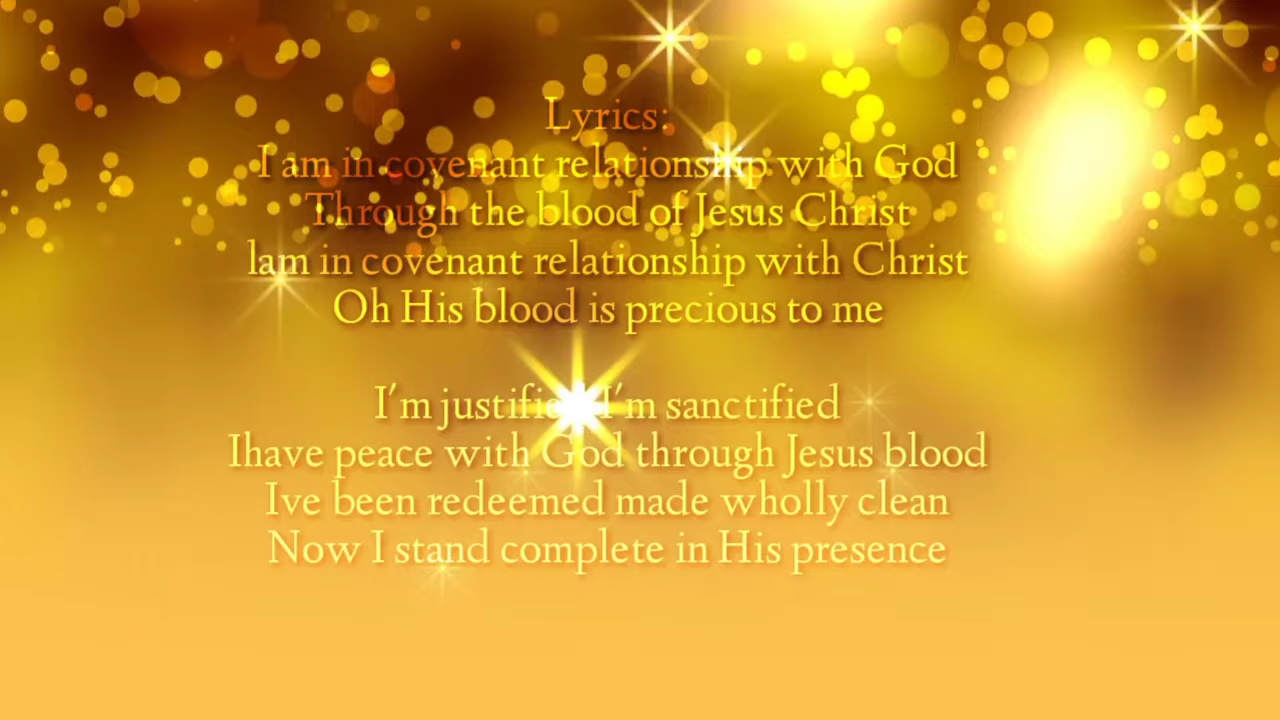 Lyrics:
I am in covenant relationship with God
Through the blood of Jesus Christ
Iam in covenant relationship with Christ
Oh His blood is precious to me
I'm justified I'm sanctified
Ihave peace with God through Jesus blood
Ive been redeemed made wholly clean
Now I stand complete in His presence